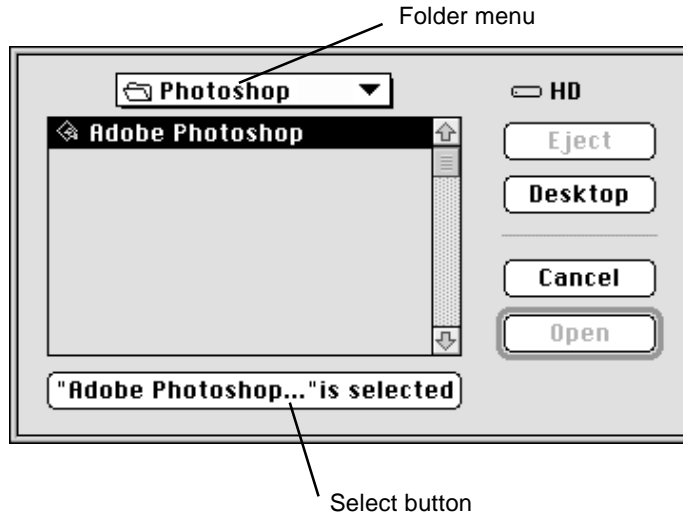 Folder menu
Photoshop
HD
Adobe Photoshop
Eject
Desktop
Cancel
Open
"Adobe Photoshop..."is selected
Select button